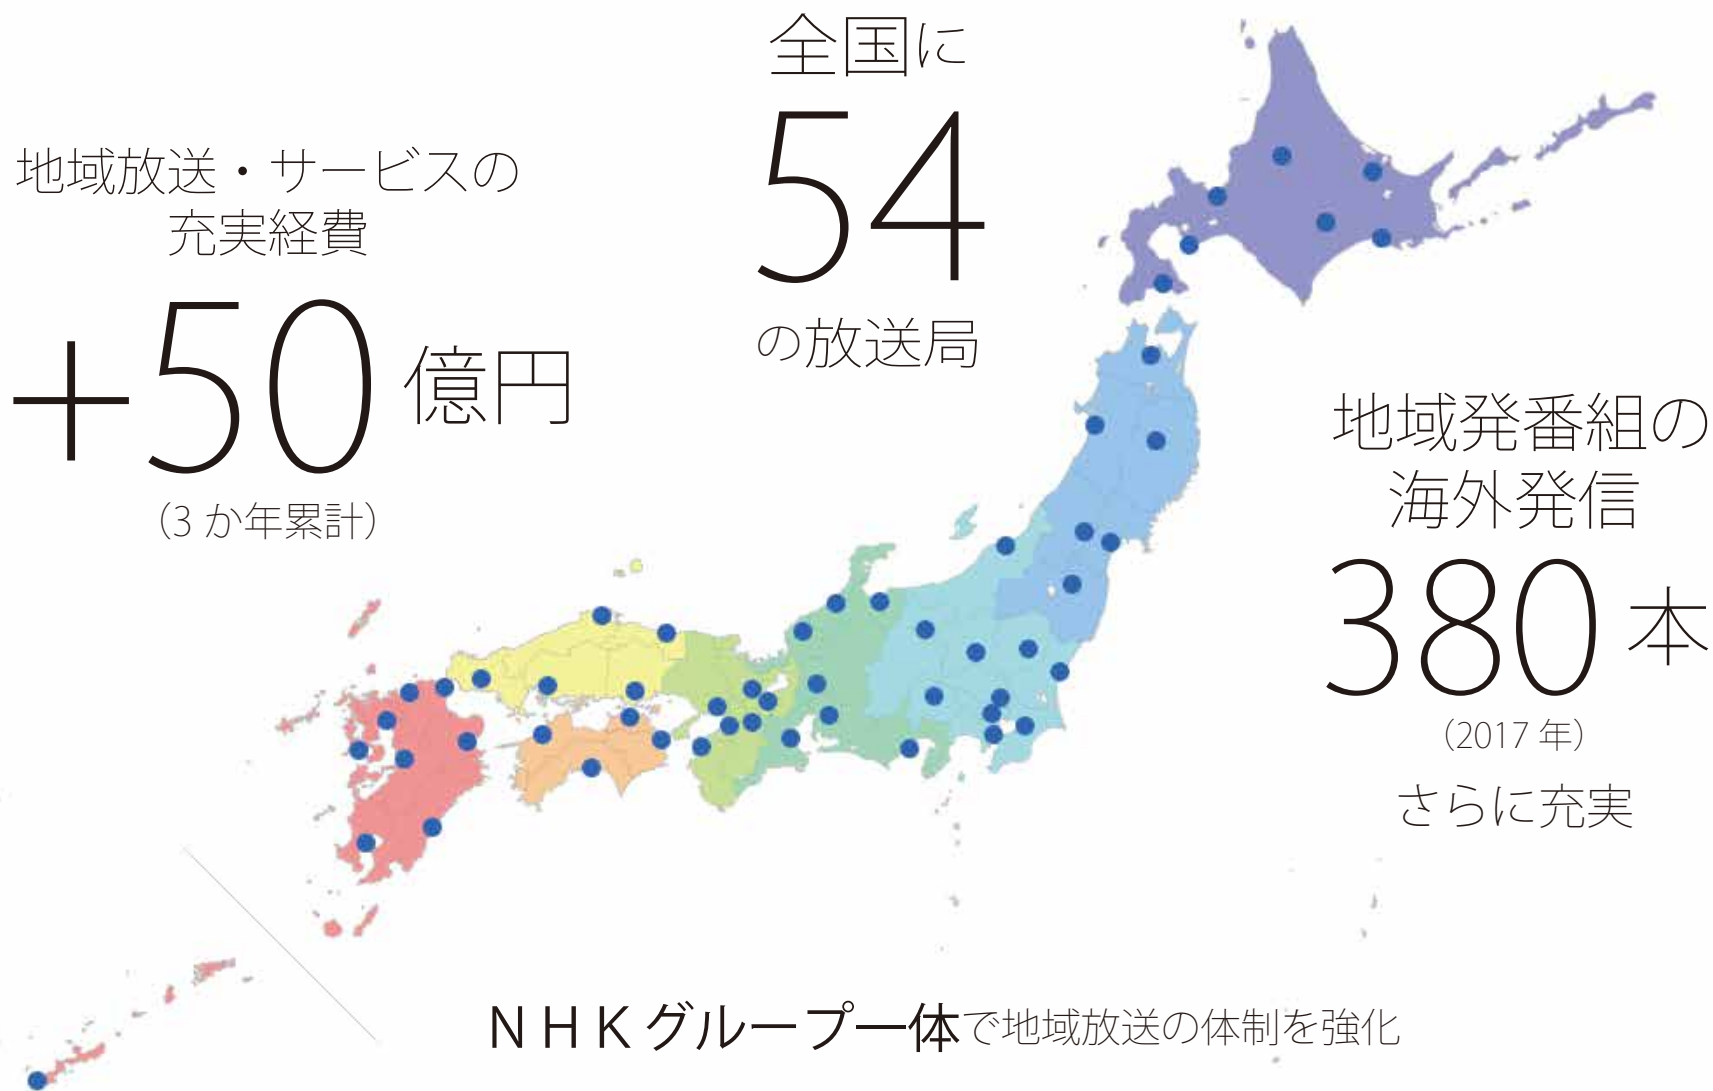 全国に
54
の放送局
地域放送・サービスの
充実経費
+50 億円
（3 か年累計）
地域発番組の
海外発信
380 本
（2017 年）
さらに充実
ＮＨＫグループ一体で地域放送の体制を強化